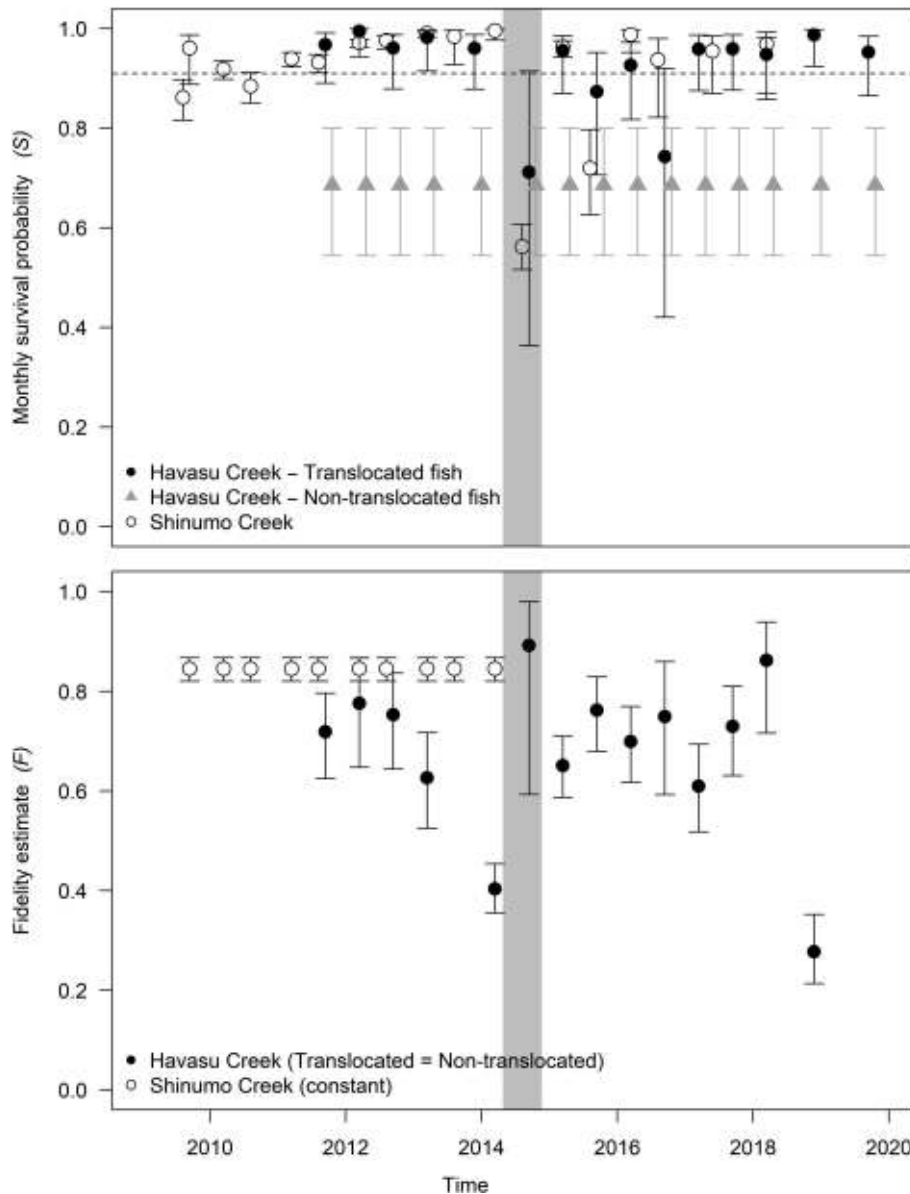 Monthly survival probability (S)
1.0
0.8
0.6
0.4
0.2
0.0
Havasu Creek – Translocated fish
Havasu Creek – Non-translocated fish
Shinumo Creek
Fidelity estimate (F)
1.0
0.8
0.6
0.4
0.2
0.0
Havasu Creek (Translocated = Non-translocated)
Shinumo Creek (constant)
2010 2012 2014 2016 2018 2020
Time